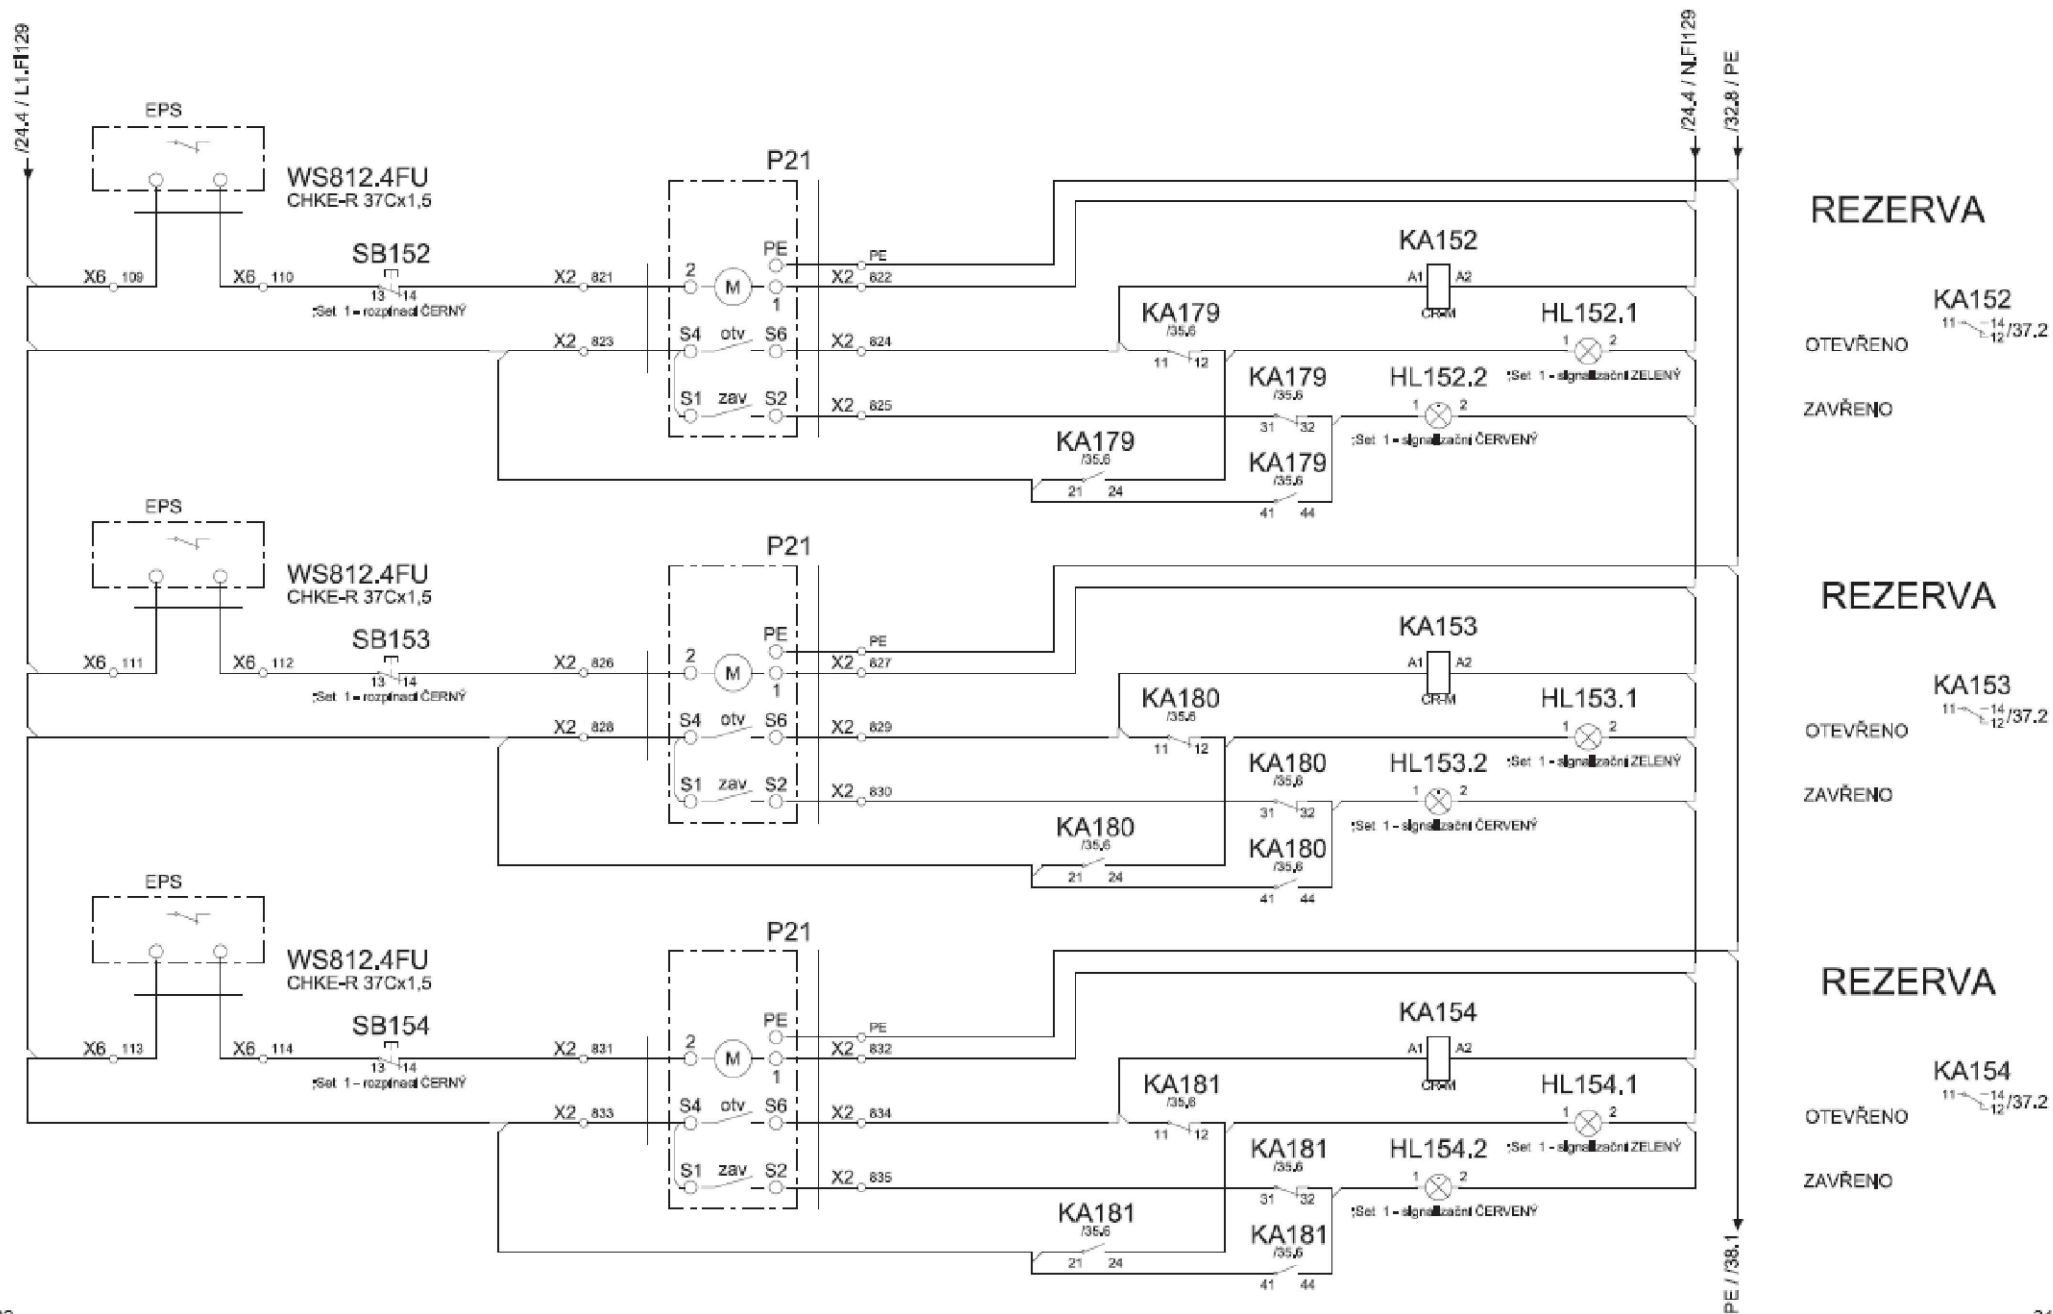 /24.4 / L1.FI129
/24.4 / N.FI129
/32.8 / PE
EPS
WS812.4FU
CHKE-R 37Cx1,5
P21
REZERVA
SB152
X6 109
X6 110
13 14
;Set 1 - rozpínací ČERNÝ
X2 821
2
M
PE
1
PE
X2 822
KA152
A1 A2
CR-M
KA152
11 14
12 /37.2
X2 823
S4 otv S6
X2 824
KA179
/35.6
11 12
HL152.1
1 2
;Set 1 - signalizační ZELENÝ
OTEVŘENO
S1 zav S2
X2 825
KA179
/35.6
31 32
HL152.2
1 2
;Set 1 - signalizační ČERVENÝ
ZAVŘENO
KA179
/35.6
21 24
KA179
/35.6
41 44
EPS
WS812.4FU
CHKE-R 37Cx1,5
P21
REZERVA
SB153
X6 111
X6 112
13 14
;Set 1 - rozpínací ČERNÝ
X2 826
2
M
PE
1
PE
X2 827
KA153
A1 A2
CR-M
KA153
11 14
12 /37.2
X2 828
S4 otv S6
X2 829
KA180
/35.6
11 12
HL153.1
1 2
;Set 1 - signalizační ZELENÝ
OTEVŘENO
S1 zav S2
X2 830
KA180
/35.6
31 32
HL153.2
1 2
;Set 1 - signalizační ČERVENÝ
ZAVŘENO
KA180
/35.6
21 24
KA180
/35.6
41 44
EPS
WS812.4FU
CHKE-R 37Cx1,5
P21
REZERVA
SB154
X6 113
X6 114
13 14
;Set 1 - rozpínací ČERNÝ
X2 831
2
M
PE
1
PE
X2 832
KA154
A1 A2
CR-M
KA154
11 14
12 /37.2
X2 833
S4 otv S6
X2 834
KA181
/35.6
11 12
HL154.1
1 2
;Set 1 - signalizační ZELENÝ
OTEVŘENO
S1 zav S2
X2 835
KA181
/35.6
31 32
HL154.2
1 2
;Set 1 - signalizační ČERVENÝ
ZAVŘENO
KA181
/35.6
21 24
KA181
/35.6
41 44
PE / /38.1